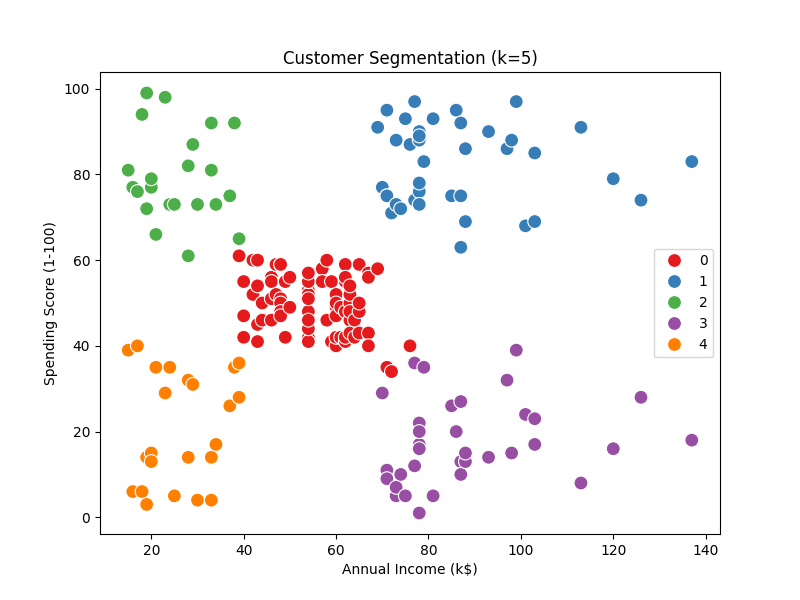 Customer Segmentation (k=5)
100
80
60
40
20
0
Spending Score (1-100)
0
1
2
3
4
20 40 60 80 100 120 140
Annual Income (k$)